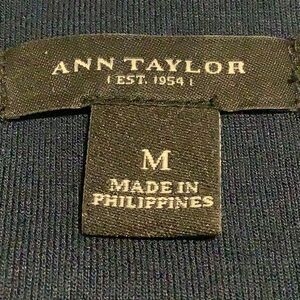 ANN TAYLOR
| EST. 1954 |
M
MADE IN
PHILIPPINES